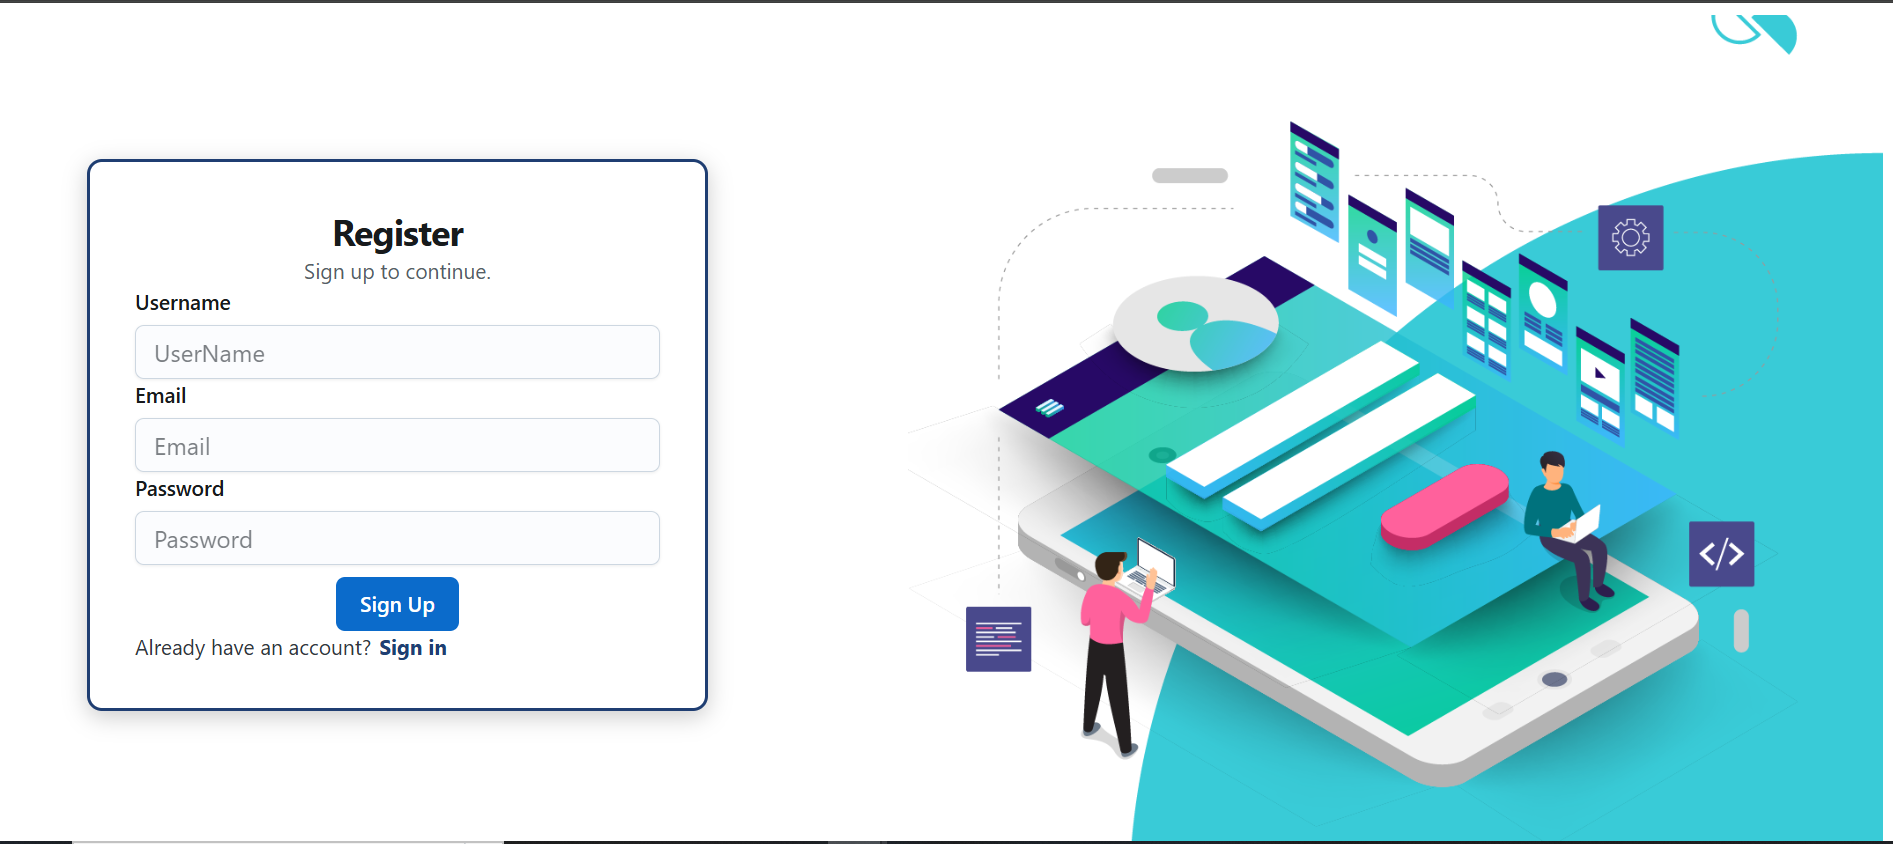 Register
Sign up to continue.
Username
UserName
Email
Email
Password
Password
Sign Up
Already have an account? Sign in
</>